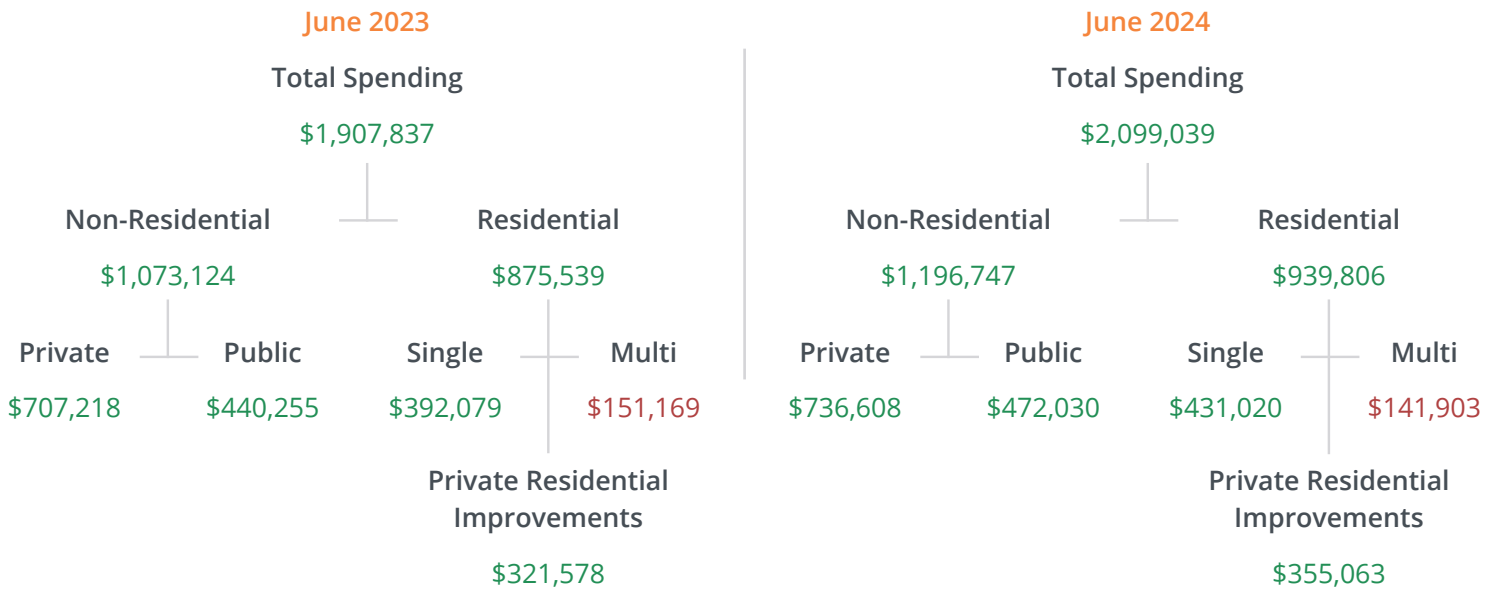 June 2023
Total Spending
$1,907,837
Non-Residential
Residential
$1,073,124
$875,539
Private
Public
Single
Multi
$707,218
$440,255
$392,079
$151,169
Private Residential
Improvements
$321,578
June 2024
Total Spending
$2,099,039
Non-Residential
Residential
$1,196,747
$939,806
Private
Public
Single
Multi
$736,608
$472,030
$431,020
$141,903
Private Residential
Improvements
$355,063